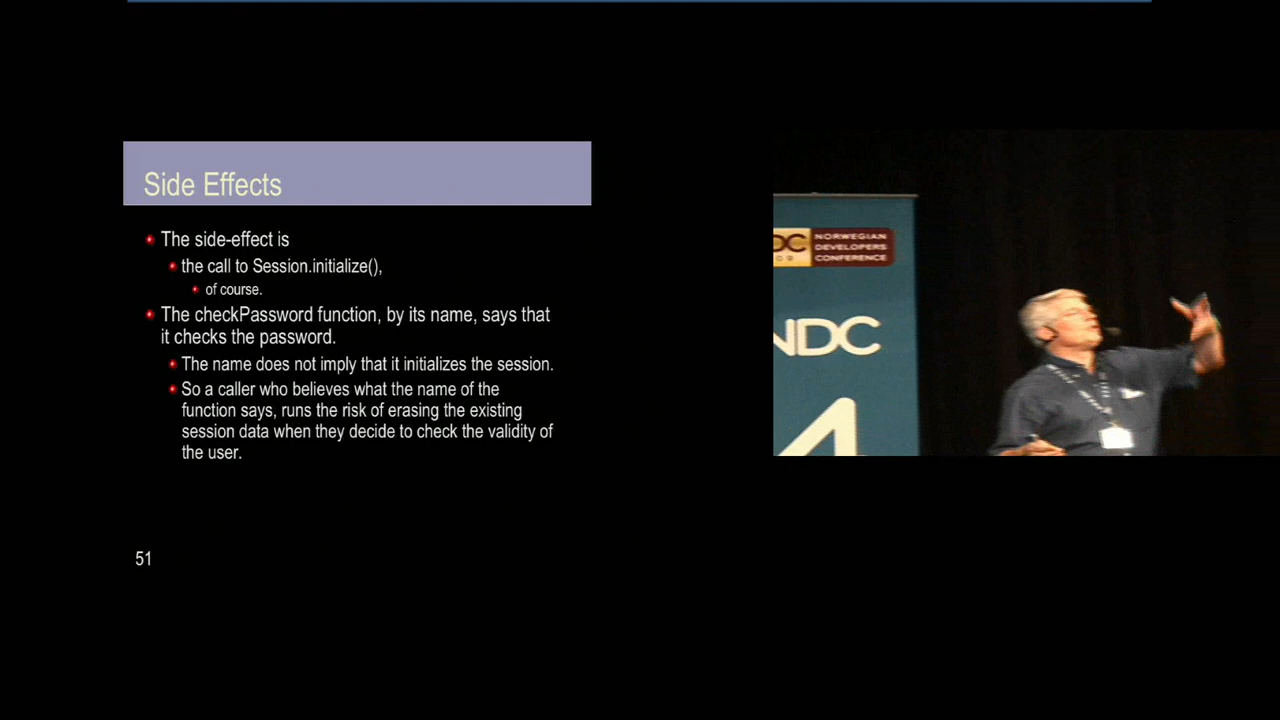 Side Effects
The side-effect is
the call to Session.initialize(),
of course.
The checkPassword function, by its name, says that
it checks the password.
The name does not imply that it initializes the session.
So a caller who believes what the name of the
function says, runs the risk of erasing the existing
session data when they decide to check the validity of
the user.
51
DC
09
NORWEGIAN
DEVELOPERS
CONFERENCE
NDC
4